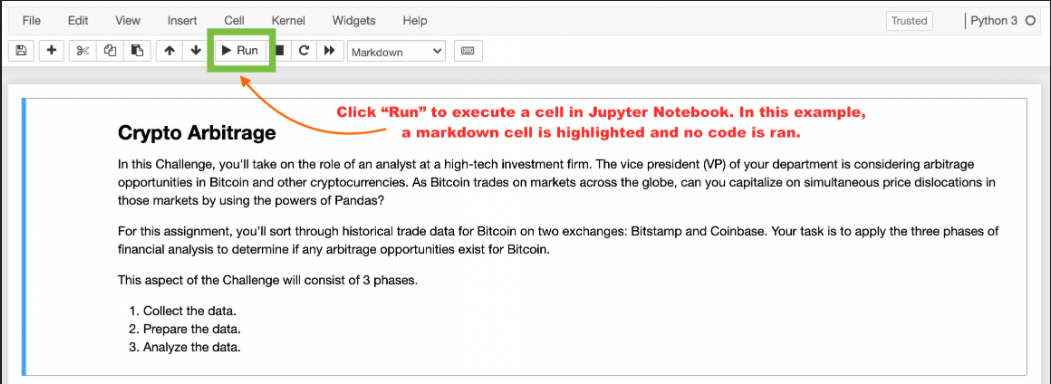 File Edit View Insert Cell Kernel Widgets Help Trusted Python 3
Run Markdown
Click “Run” to execute a cell in Jupyter Notebook. In this example,
a markdown cell is highlighted and no code is ran.
Crypto Arbitrage
In this Challenge, you'll take on the role of an analyst at a high-tech investment firm. The vice president (VP) of your department is considering arbitrage
opportunities in Bitcoin and other cryptocurrencies. As Bitcoin trades on markets across the globe, can you capitalize on simultaneous price dislocations in
those markets by using the powers of Pandas?
For this assignment, you'll sort through historical trade data for Bitcoin on two exchanges: Bitstamp and Coinbase. Your task is to apply the three phases of
financial analysis to determine if any arbitrage opportunities exist for Bitcoin.
This aspect of the Challenge will consist of 3 phases.
1. Collect the data.
2. Prepare the data.
3. Analyze the data.